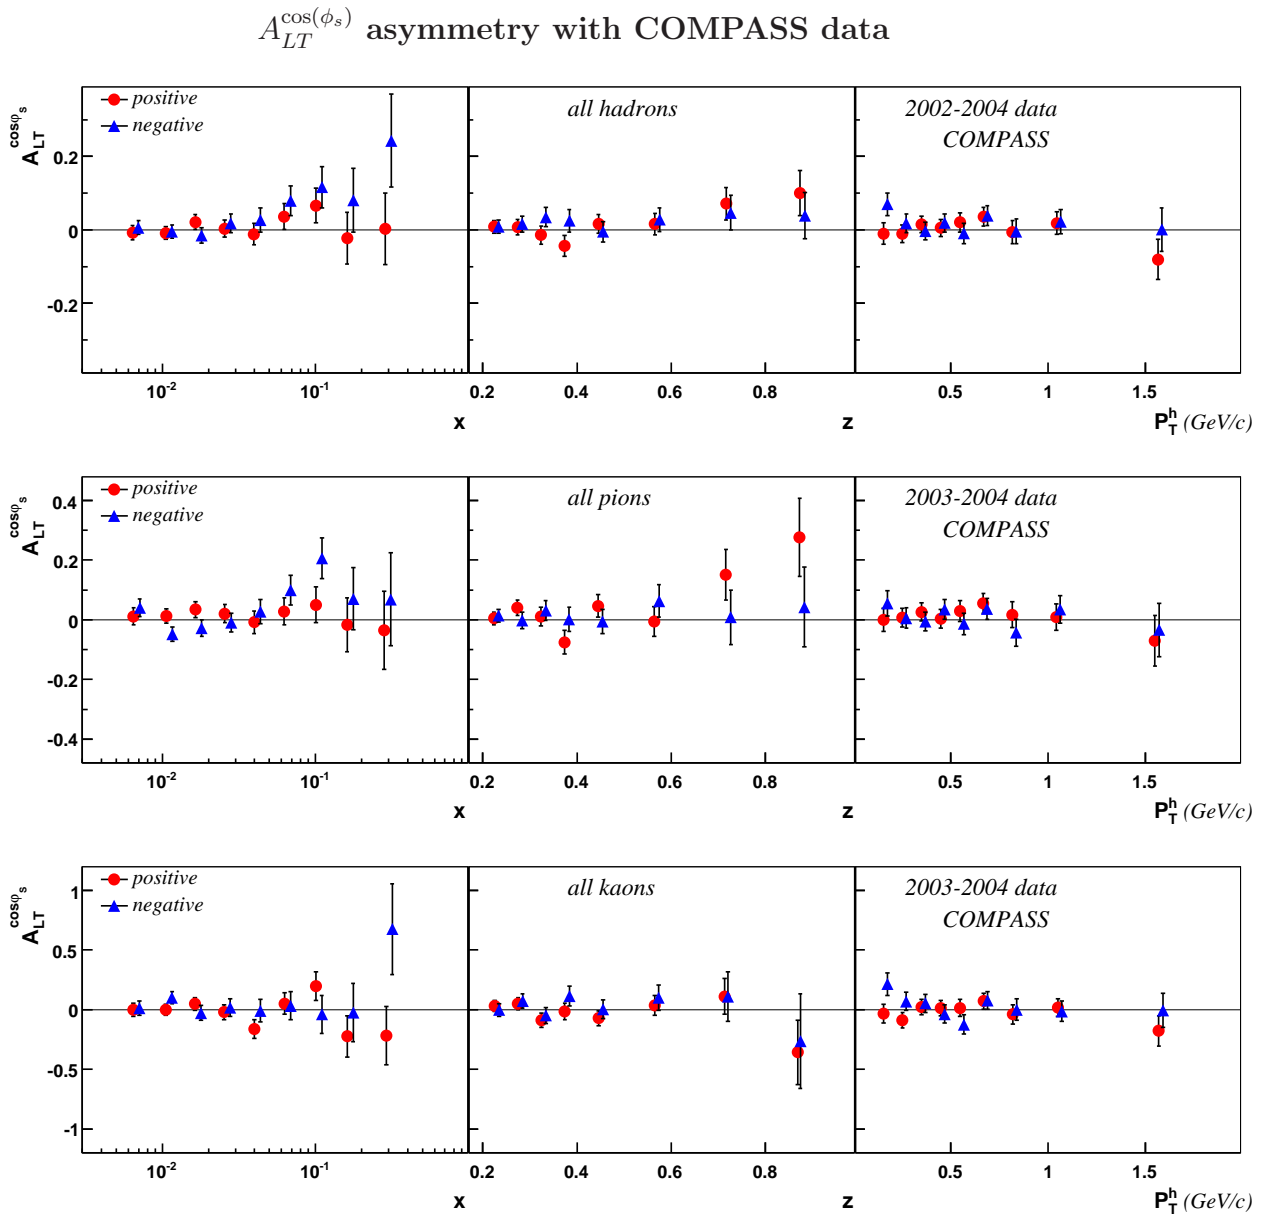 A_{LT}^{cos(ϕ_s)} asymmetry with COMPASS data
A_{LT}^{cosφ_s}
positive
negative
all hadrons
2002-2004 data
COMPASS
0.2
0
-0.2
10^{-2} 10^{-1} 0.2 0.4 0.6 0.8 0.5 1 1.5
x z P_T^h (GeV/c)
A_{LT}^{cosφ_s}
positive
negative
all pions
2003-2004 data
COMPASS
0.4
0.2
0
-0.2
-0.4
10^{-2} 10^{-1} 0.2 0.4 0.6 0.8 0.5 1 1.5
x z P_T^h (GeV/c)
A_{LT}^{cosφ_s}
positive
negative
all kaons
2003-2004 data
COMPASS
1
0.5
0
-0.5
-1
10^{-2} 10^{-1} 0.2 0.4 0.6 0.8 0.5 1 1.5
x z P_T^h (GeV/c)